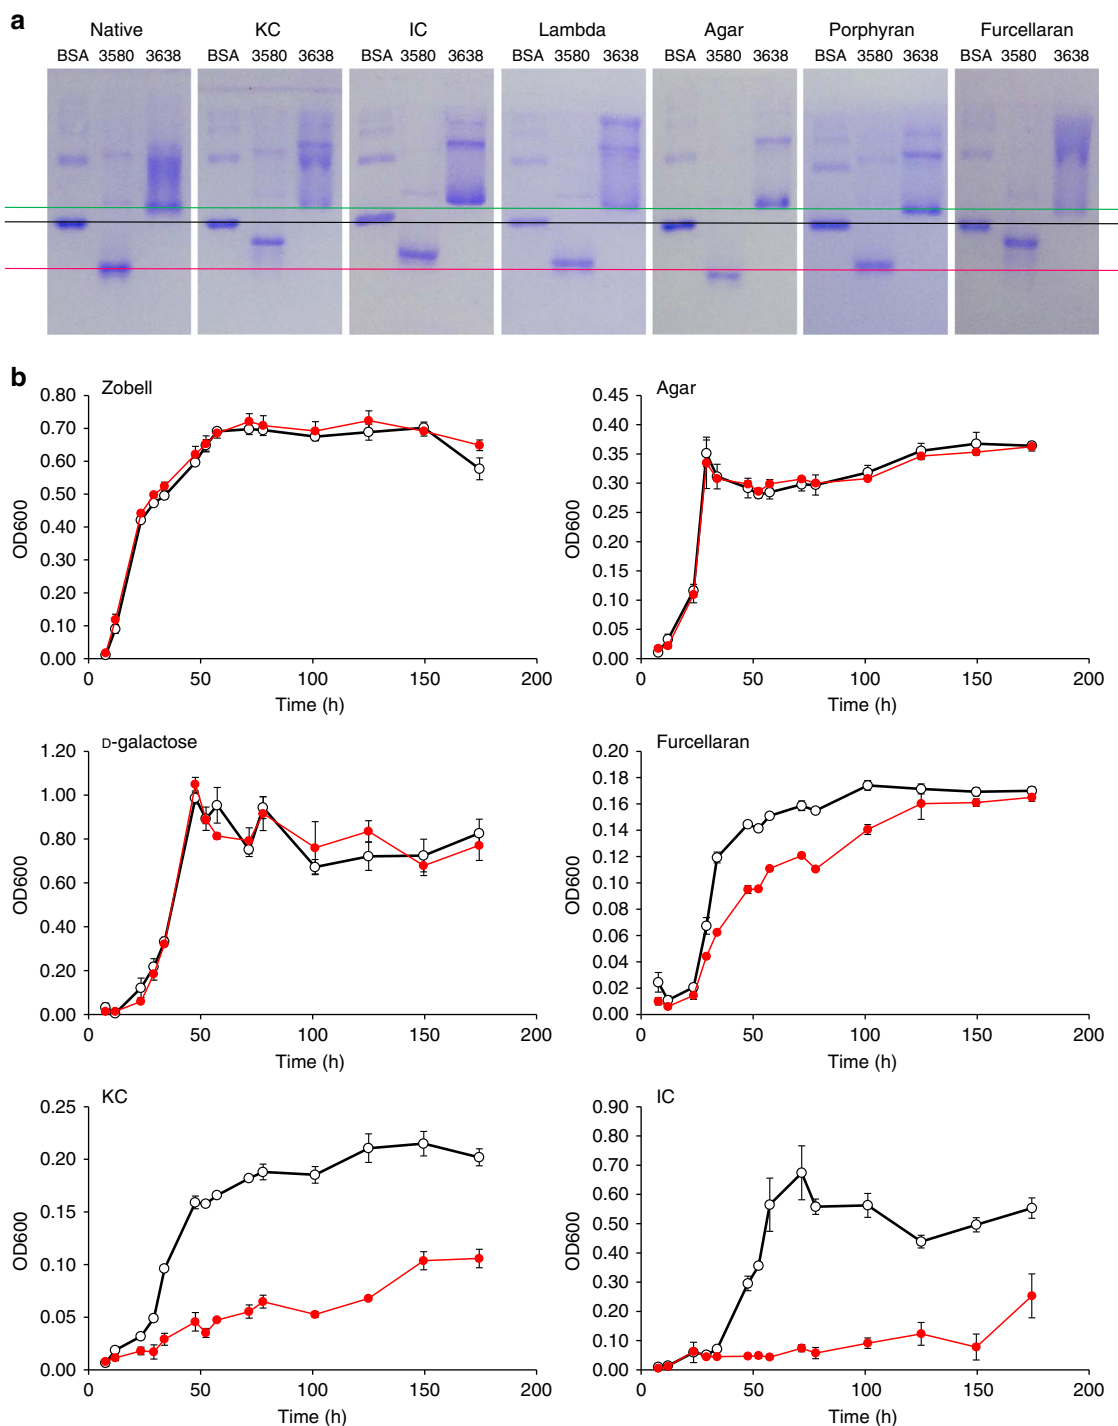 a
Native KC IC Lambda Agar Porphyran Furcellaran
BSA 3580 3638 BSA 3580 3638 BSA 3580 3638 BSA 3580 3638 BSA 3580 3638 BSA 3580 3638 BSA 3580 3638
b
Zobell
0.80
0.70
0.60
0.50
0.40
0.30
0.20
0.10
0.00
OD600
0 50 100 150 200
Time (h)
Agar
0.45
0.40
0.35
0.30
0.25
0.20
0.15
0.10
0.05
0.00
OD600
0 50 100 150 200
Time (h)
D-galactose
1.20
1.00
0.80
0.60
0.40
0.20
0.00
OD600
0 50 100 150 200
Time (h)
Furcellaran
0.20
0.18
0.16
0.14
0.12
0.10
0.08
0.06
0.04
0.02
0.00
OD600
0 50 100 150 200
Time (h)
KC
0.25
0.20
0.15
0.10
0.05
0.00
OD600
0 50 100 150 200
Time (h)
IC
0.90
0.80
0.70
0.60
0.50
0.40
0.30
0.20
0.10
0.00
OD600
0 50 100 150 200
Time (h)